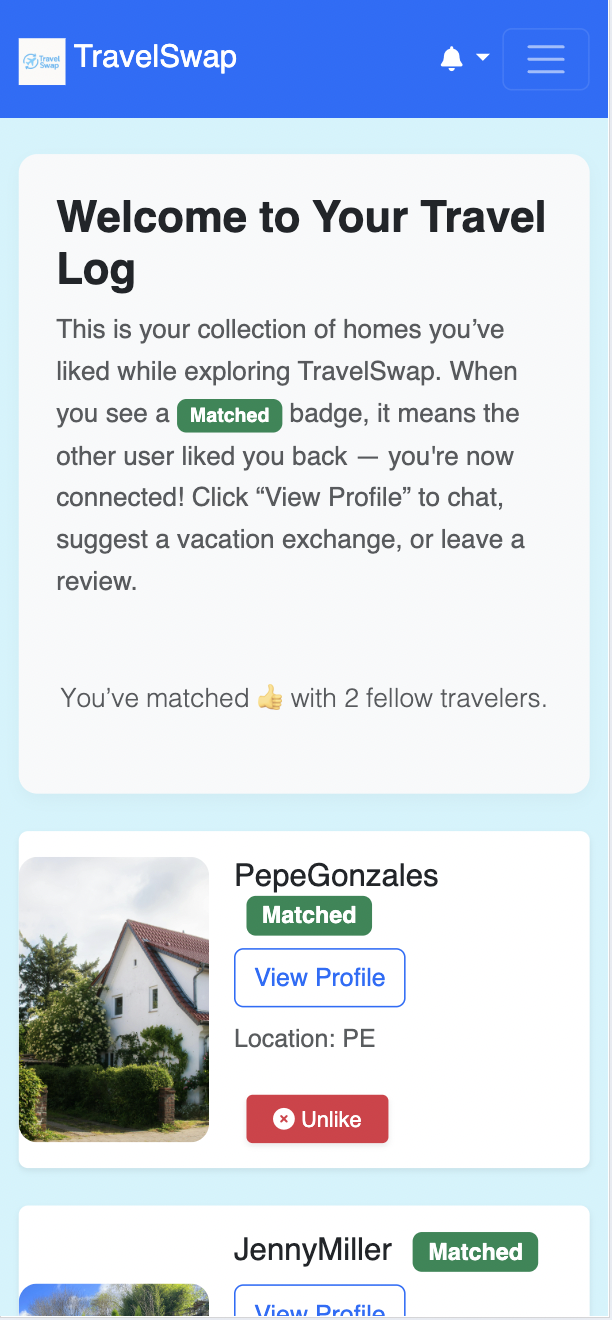 Travel
Swap
TravelSwap
Welcome to Your Travel
Log
This is your collection of homes you’ve
liked while exploring TravelSwap. When
you see a Matched badge, it means the
other user liked you back — you're now
connected! Click “View Profile” to chat,
suggest a vacation exchange, or leave a
review.
You’ve matched 👍 with 2 fellow travelers.
PepeGonzales
Matched
View Profile
Location: PE
Unlike
JennyMiller Matched
View Profile